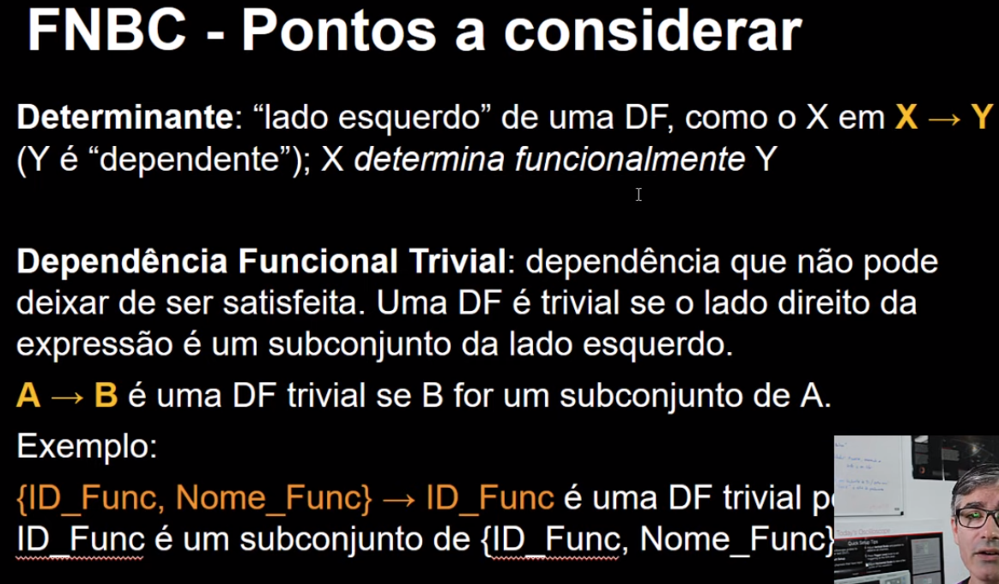 FNBC - Pontos a considerar
Determinante: “lado esquerdo” de uma DF, como o X em X → Y
(Y é “dependente”); X determina funcionalmente Y
Dependência Funcional Trivial: dependência que não pode
deixar de ser satisfeita. Uma DF é trivial se o lado direito da
expressão é um subconjunto da lado esquerdo.
A → B é uma DF trivial se B for um subconjunto de A.
Exemplo:
{ID_Func, Nome_Func} → ID_Func é uma DF trivial
ID_Func é um subconjunto de {ID_Func, Nome_Func}
Quick Setup Tips